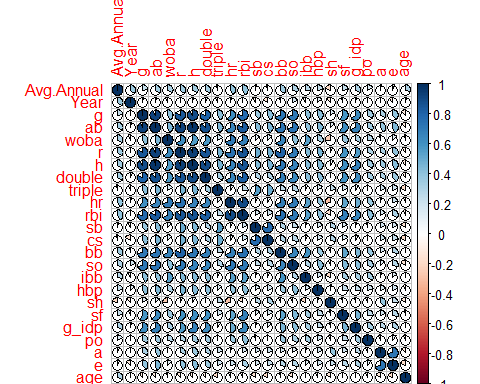 Avg.Annual
Year
g
ab
woba
r
h
double
triple
hr
rbi
sb
cs
bb
so
ibb
hbp
sh
sf
g_idp
po
a
e
age
Avg.Annual
Year
g
ab
woba
r
h
double
triple
hr
rbi
sb
cs
bb
so
ibb
hbp
sh
sf
g_idp
po
a
e
age
1
0.8
0.6
0.4
0.2
0
-0.2
-0.4
-0.6
-0.8
-1